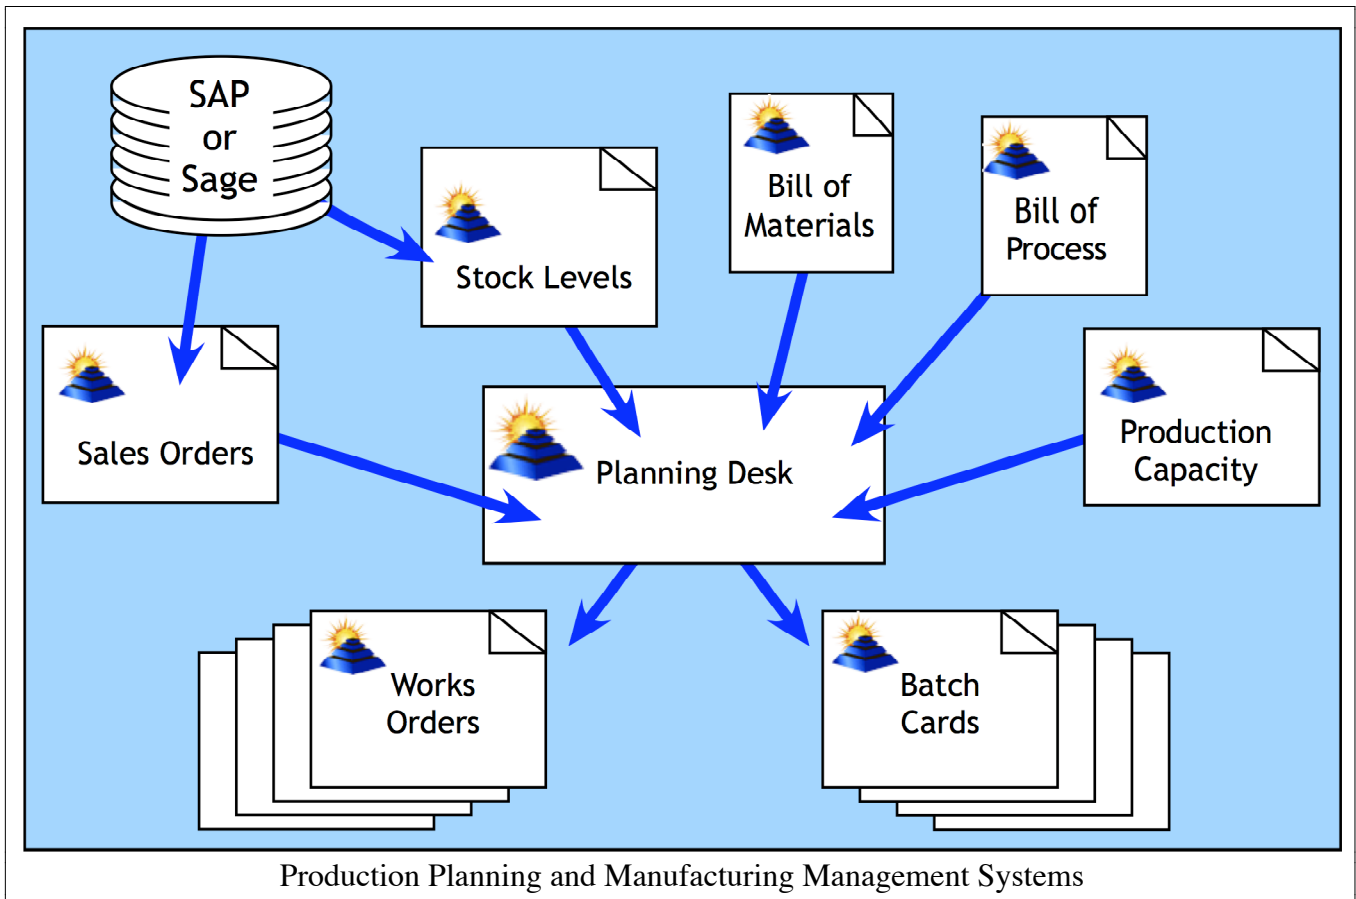 SAP
or
Sage
Stock Levels
Bill of
Materials
Bill of
Process
Sales Orders
Planning Desk
Production
Capacity
Works
Orders
Batch
Cards
Production Planning and Manufacturing Management Systems